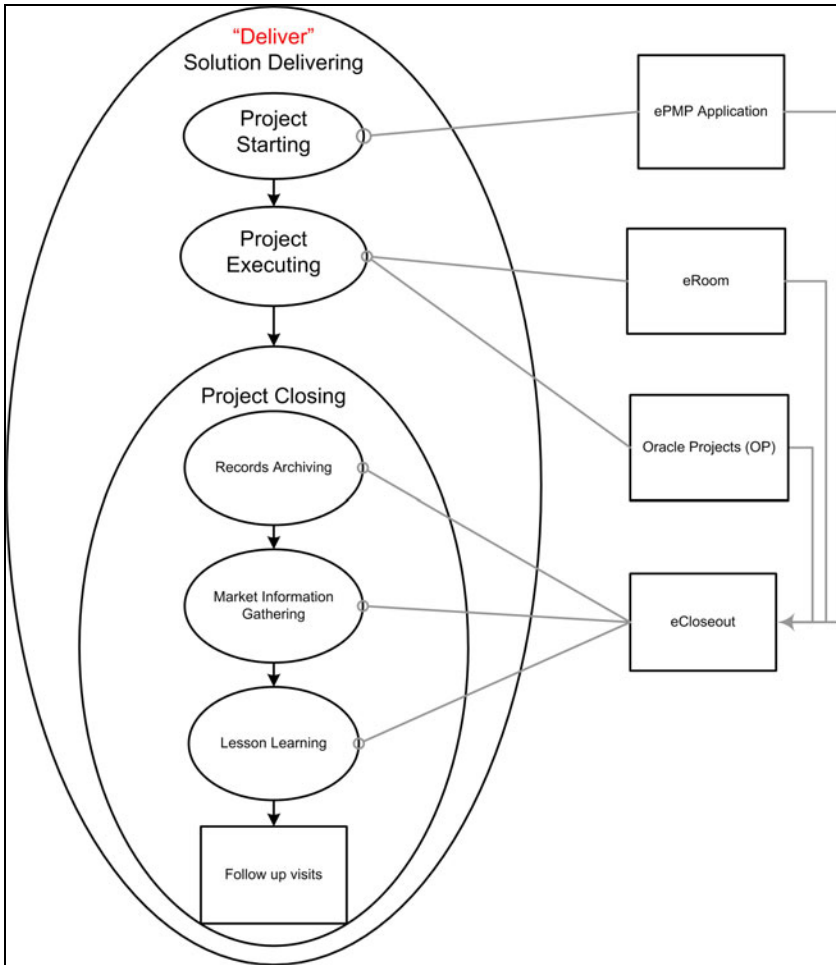 “Deliver”
Solution Delivering
Project
Starting
ePMP Application
Project
Executing
eRoom
Project Closing
Records Archiving
Oracle Projects (OP)
Market Information
Gathering
eCloseout
Lesson Learning
Follow up visits